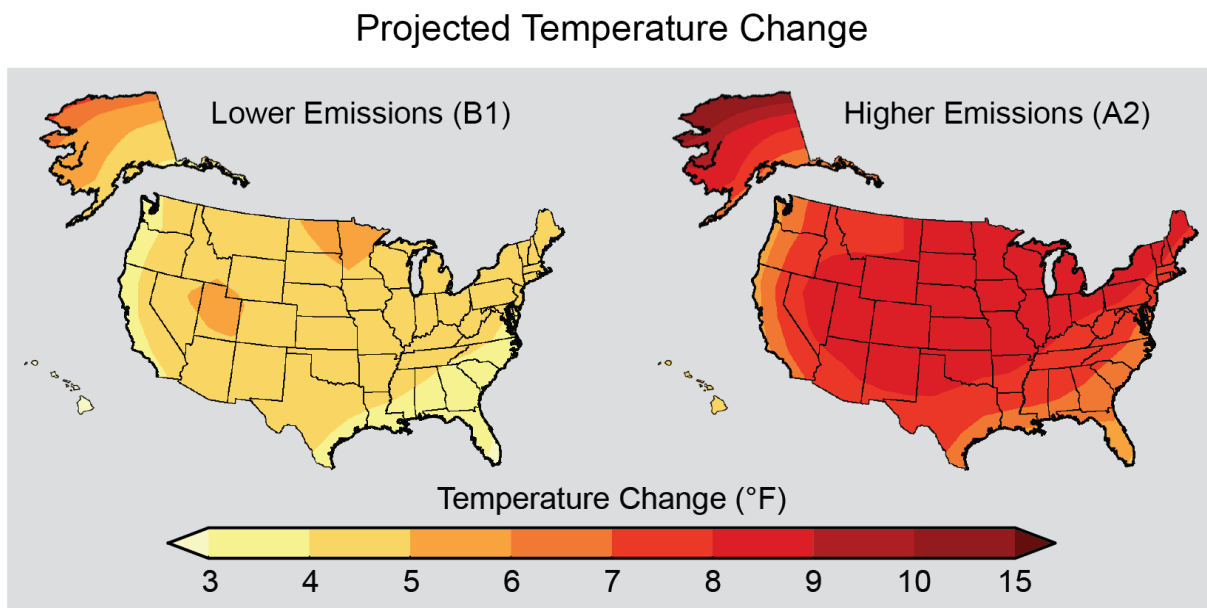 Projected Temperature Change
Lower Emissions (B1)
Higher Emissions (A2)
Temperature Change (°F)
3 4 5 6 7 8 9 10 15